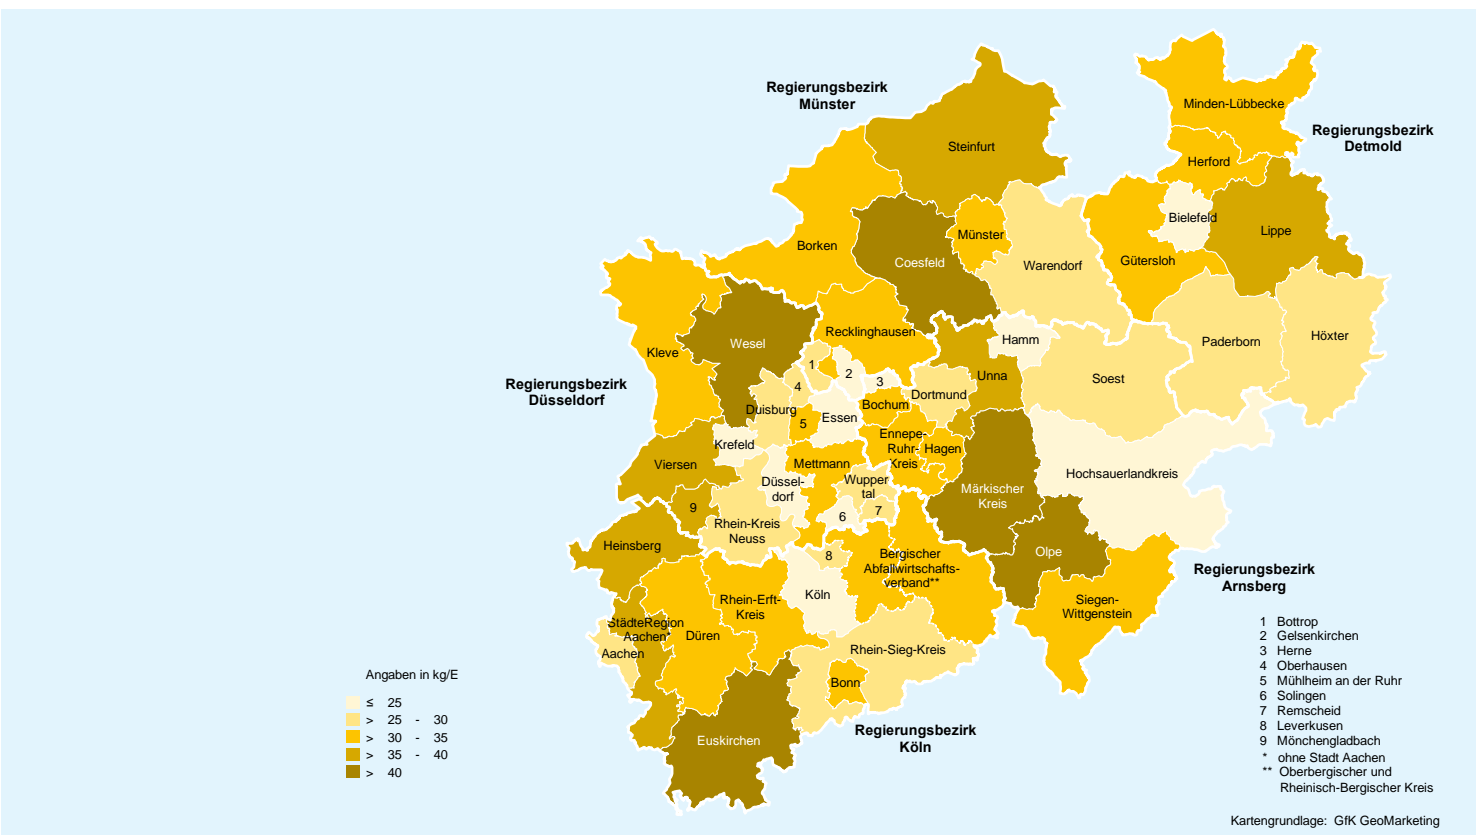 Regierungsbezirk
Münster
Minden-Lübbecke
Regierungsbezirk
Detmold
Steinfurt
Herford
Bielefeld
Lippe
Borken
Münster
Coesfeld
Warendorf
Gütersloh
Recklinghausen
Hamm
Paderborn
Höxter
Wesel
Kleve
1
2
3
4
Unna
Soest
Regierungsbezirk
Düsseldorf
Dortmund
Duisburg
Essen
Bochum
5
Krefeld
Ennepe-
Ruhr-
Kreis
Hagen
Viersen
Mettmann
Hochsauerlandkreis
Düssel-
dorf
Wupper
tal
Märkischer
Kreis
9
6
7
Rhein-Kreis
Neuss
Heinsberg
8
Bergischer
Abfallwirtschafts-
verband**
Olpe
Regierungsbezirk
Arnsberg
Köln
Rhein-Erft-
Kreis
Siegen-
Wittgenstein
StädteRegion
Aachen*
Düren
Aachen
Rhein-Sieg-Kreis
Bonn
Euskirchen
Regierungsbezirk
Köln
Angaben in kg/E
≤ 25
> 25 - 30
> 30 - 35
> 35 - 40
> 40
1 Bottrop
2 Gelsenkirchen
3 Herne
4 Oberhausen
5 Mühlheim an der Ruhr
6 Solingen
7 Remscheid
8 Leverkusen
9 Mönchengladbach
* ohne Stadt Aachen
** Oberbergischer und
Rheinisch-Bergischer Kreis
Kartengrundlage: GfK GeoMarketing